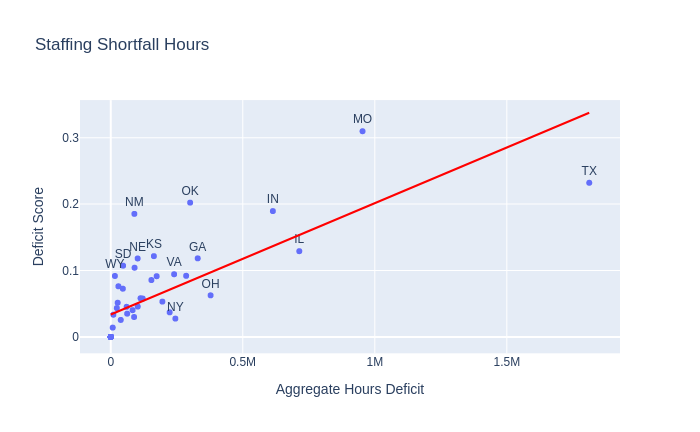 Staffing Shortfall Hours
MO
TX
NM
OK
IN
IL
WY
SD
NE
KS
VA
GA
OH
NY
0.3
0.2
0.1
0
Deficit Score
0
0.5M
1M
1.5M
Aggregate Hours Deficit